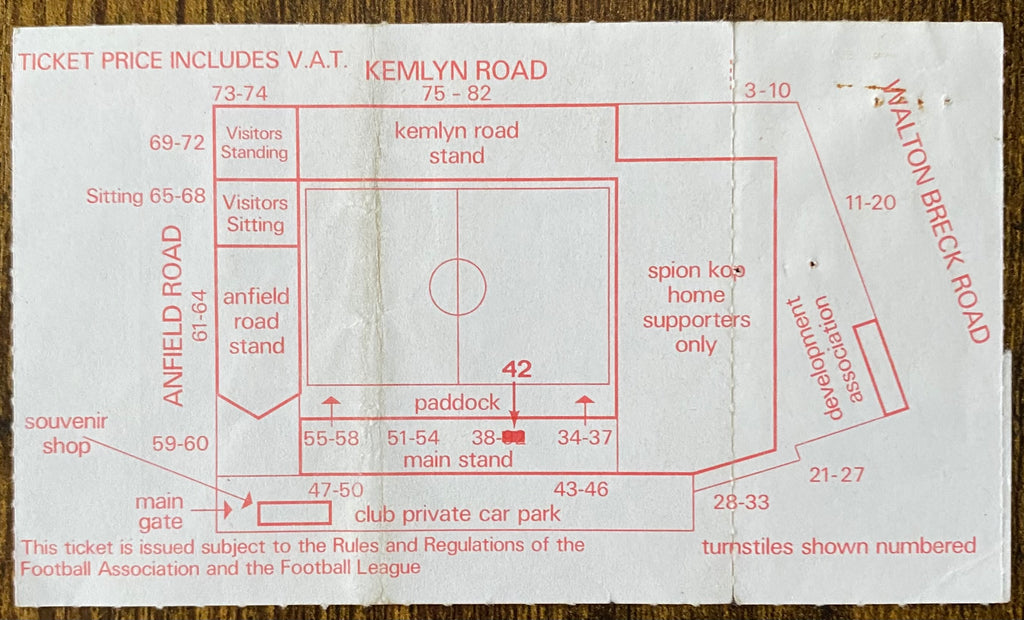 TICKET PRICE INCLUDES V.A.T.
KEMLYN ROAD
73-74
75 - 82
3-10
WALTON BRECK ROAD
69-72
Visitors
Standing
kemlyn road
stand
Sitting 65-68
Visitors
Sitting
11-20
ANFIELD ROAD
61-64
anfield
road
stand
spion kop
home
supporters
only
development
association
42
paddock
souvenir
shop
59-60
55-58
51-54
38-
34-37
main stand
47-50
43-46
28-33
21-27
main
gate
club private car park
This ticket is issued subject to the Rules and Regulations of the
Football Association and the Football League
turnstiles shown numbered